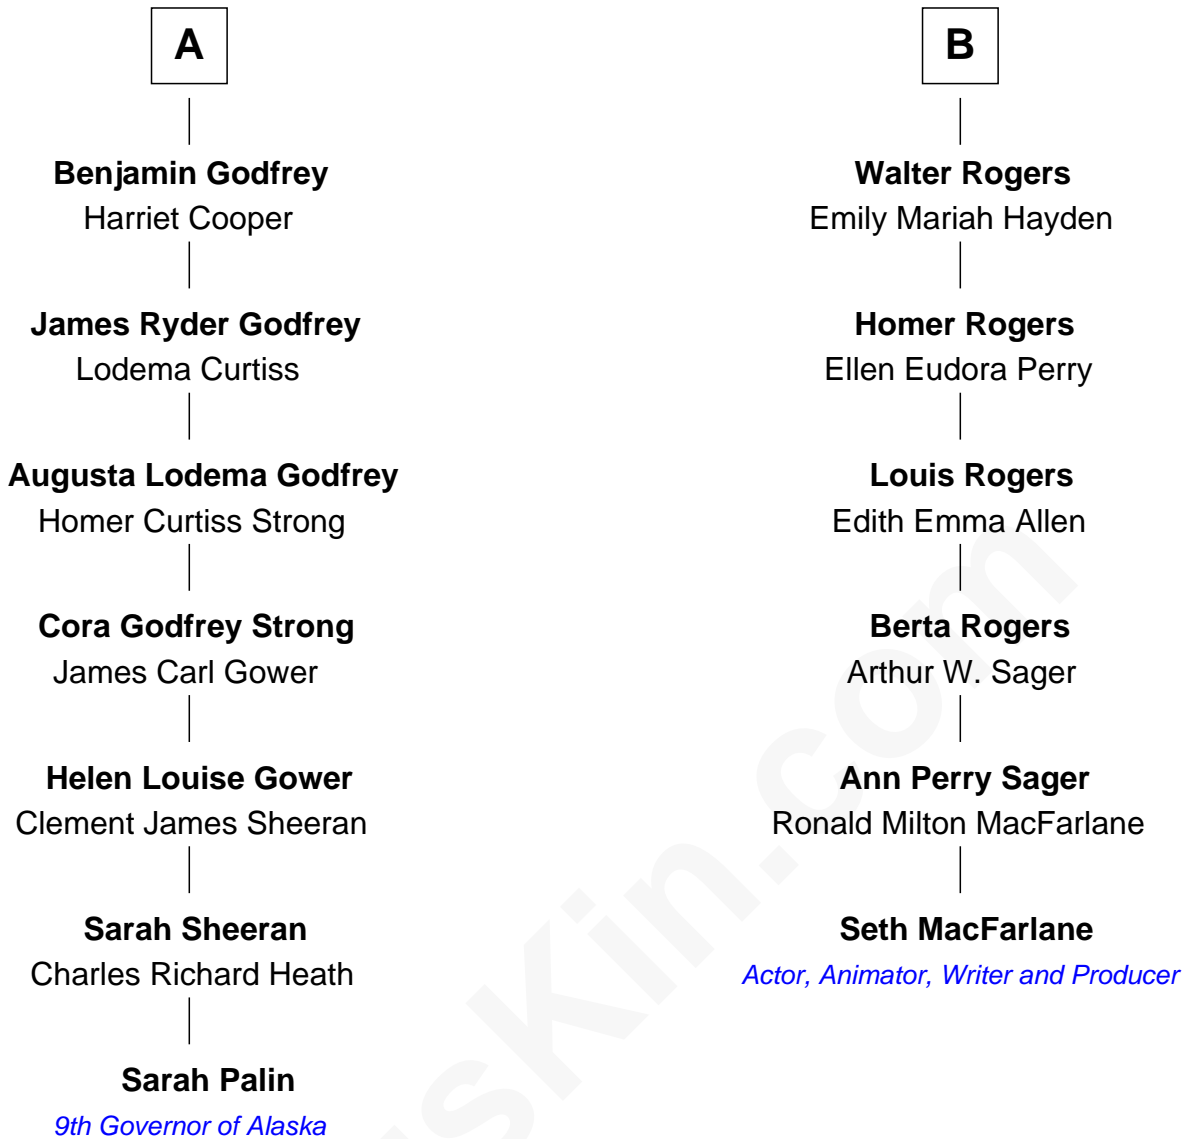 A
Benjamin Godfrey
Harriet Cooper
James Ryder Godfrey
Lodema Curtiss
Augusta Lodema Godfrey
Homer Curtiss Strong
Cora Godfrey Strong
James Carl Gower
Helen Louise Gower
Clement James Sheeran
Sarah Sheeran
Charles Richard Heath
Sarah Palin
9th Governor of Alaska
B
Walter Rogers
Emily Mariah Hayden
Homer Rogers
Ellen Eudora Perry
Louis Rogers
Edith Emma Allen
Berta Rogers
Arthur W. Sager
Ann Perry Sager
Ronald Milton MacFarlane
Seth MacFarlane
Actor, Animator, Writer and Producer